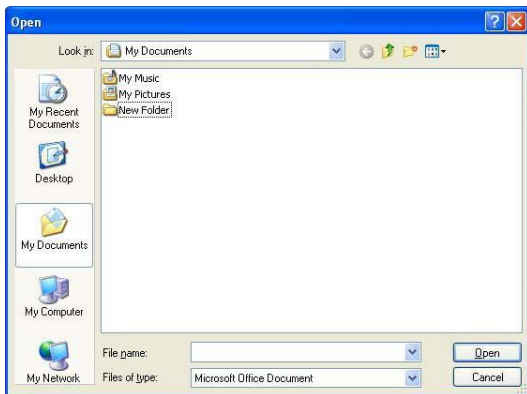 Open
Look in:
My Documents
My Recent
Documents
Desktop
My Documents
My Computer
My Network
My Music
My Pictures
New Folder
File name:
Open
Files of type:
Microsoft Office Document
Cancel